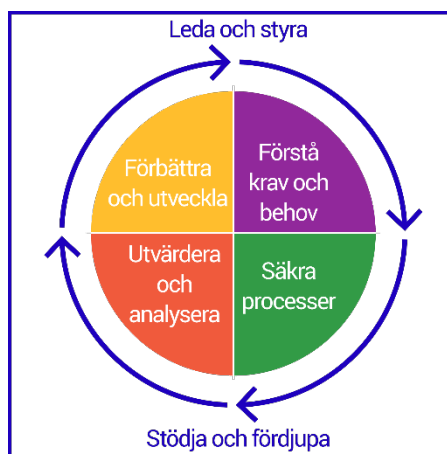 Leda och styra
Förbättra
och utveckla
Förstå
krav och
behov
Utvärdera
och
analysera
Säkra
processer
Stödja och fördjupa